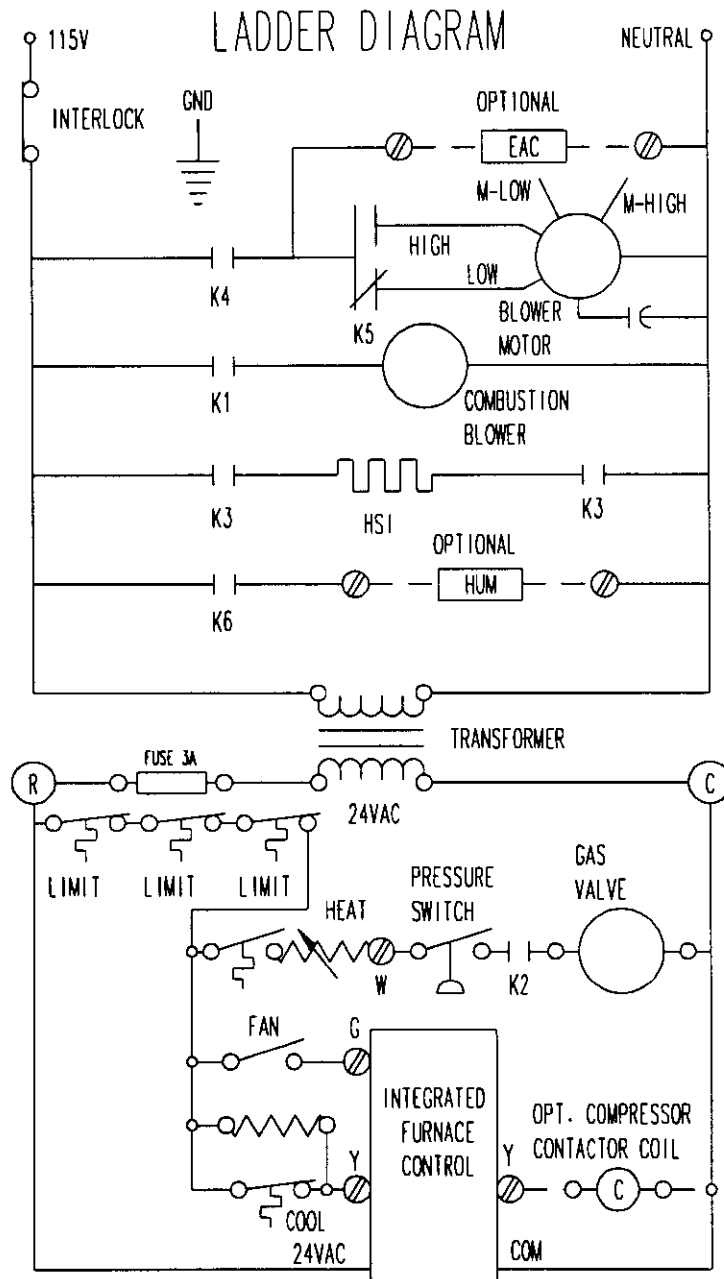 LADDER DIAGRAM
115V
NEUTRAL
INTERLOCK
GND
OPTIONAL
EAC
M-LOW
M-HIGH
HIGH
LOW
K4
K5
BLOWER
MOTOR
K1
COMBUSTION
BLOWER
K3
HSI
K3
OPTIONAL
HUM
K6
TRANSFORMER
FUSE 3A
R
C
24VAC
LIMIT
LIMIT
LIMIT
HEAT
PRESSURE
SWITCH
GAS
VALVE
W
K2
FAN
G
INTEGRATED
FURNACE
CONTROL
OPT. COMPRESSOR
CONTACTOR COIL
Y
Y
C
COOL
24VAC
COM